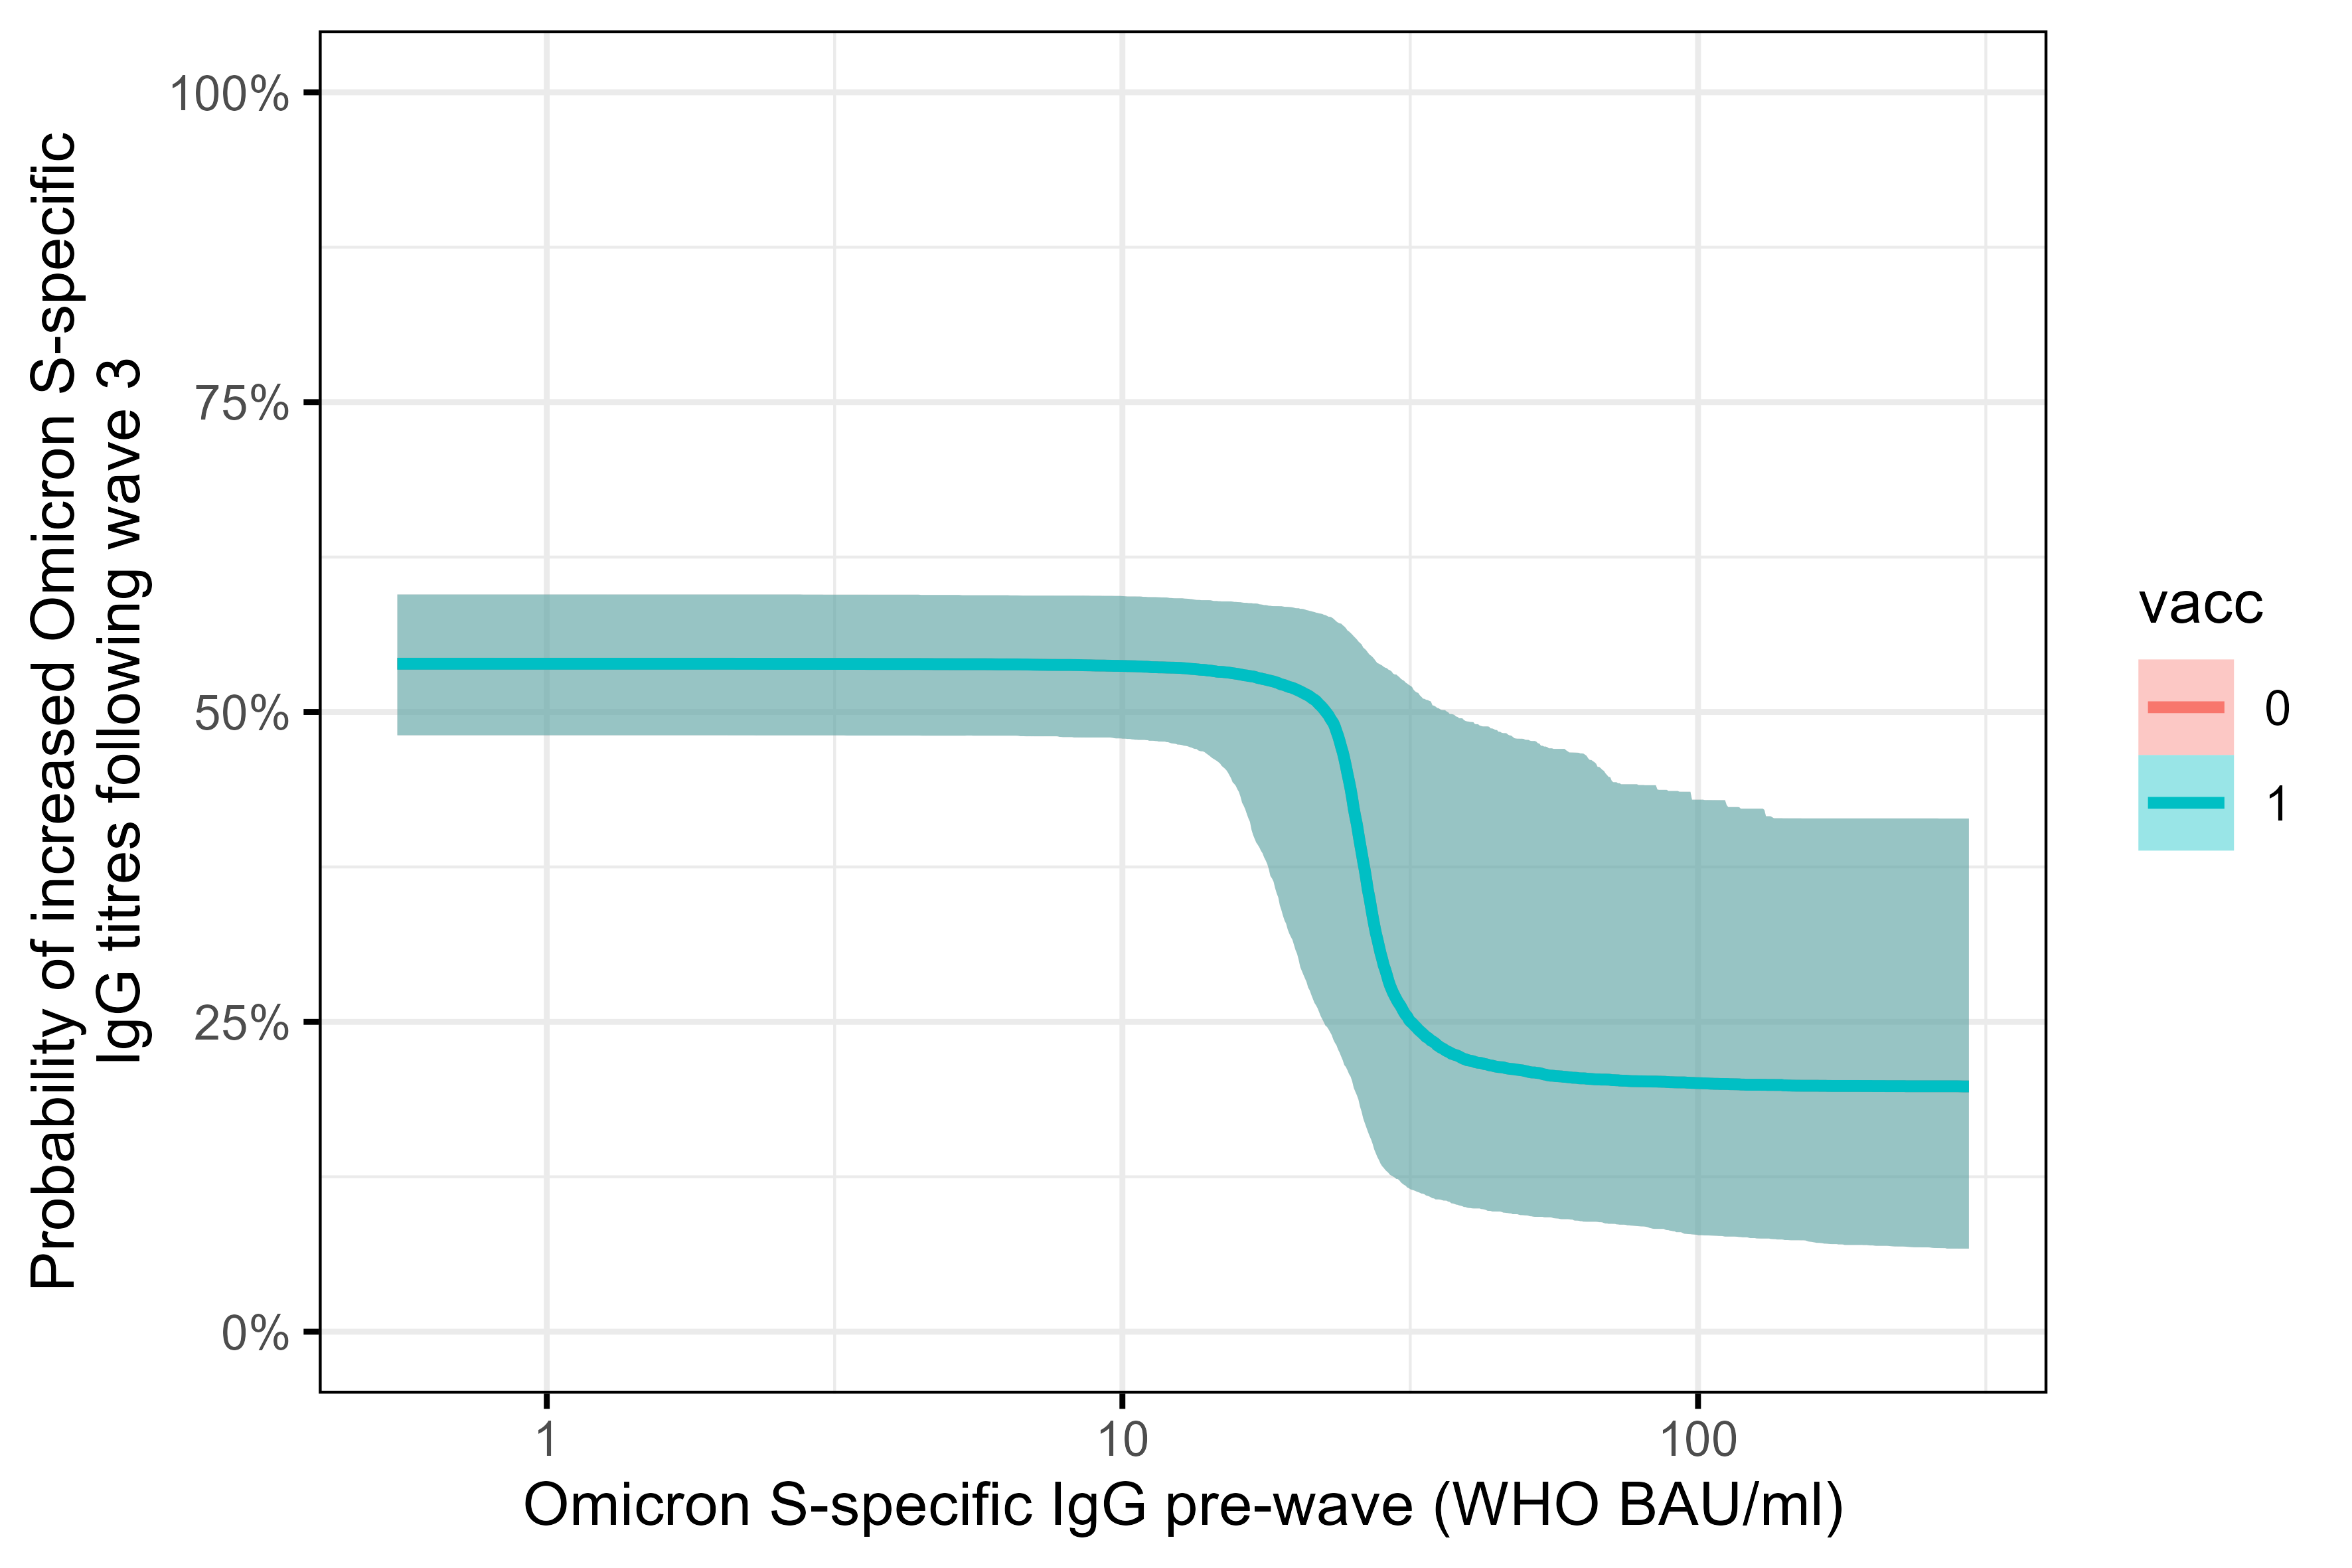 Probability of increased Omicron S-specific
IgG titres following wave 3
100%
75%
50%
25%
0%
1
10
100
Omicron S-specific IgG pre-wave (WHO BAU/ml)
vacc
0
1